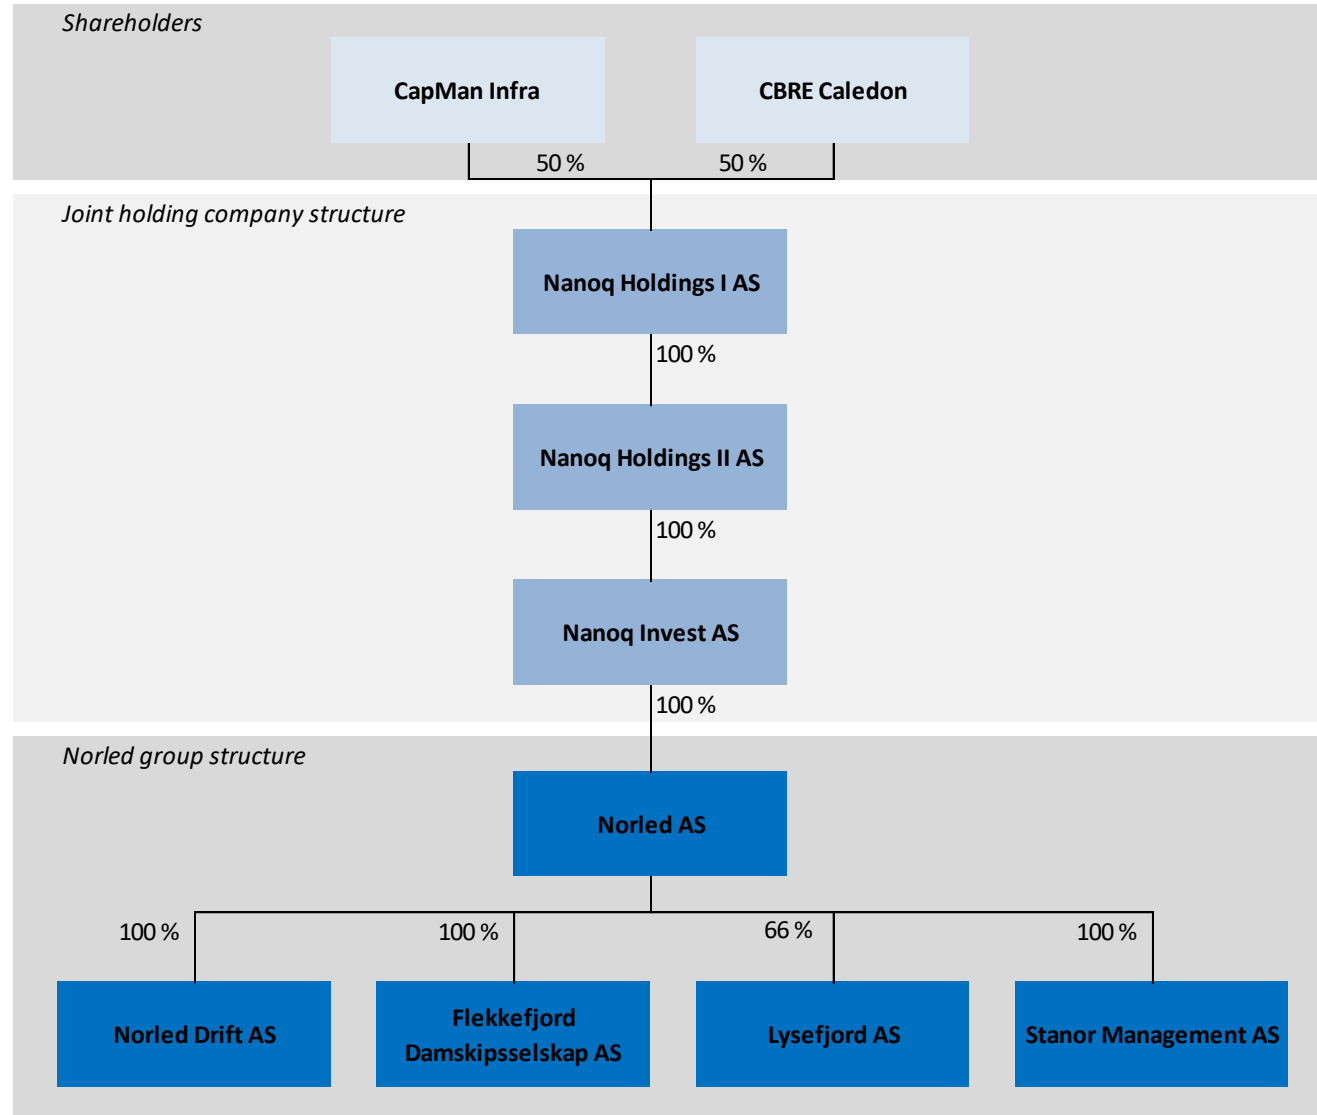 Shareholders
CapMan Infra
CBRE Caledon
50 %
50 %
Joint holding company structure
Nanoq Holdings I AS
100 %
Nanoq Holdings II AS
100 %
Nanoq Invest AS
100 %
Norled group structure
Norled AS
100 %
100 %
66 %
100 %
Norled Drift AS
Flekkefjord
Damskipsselskap AS
Lysefjord AS
Stanor Management AS